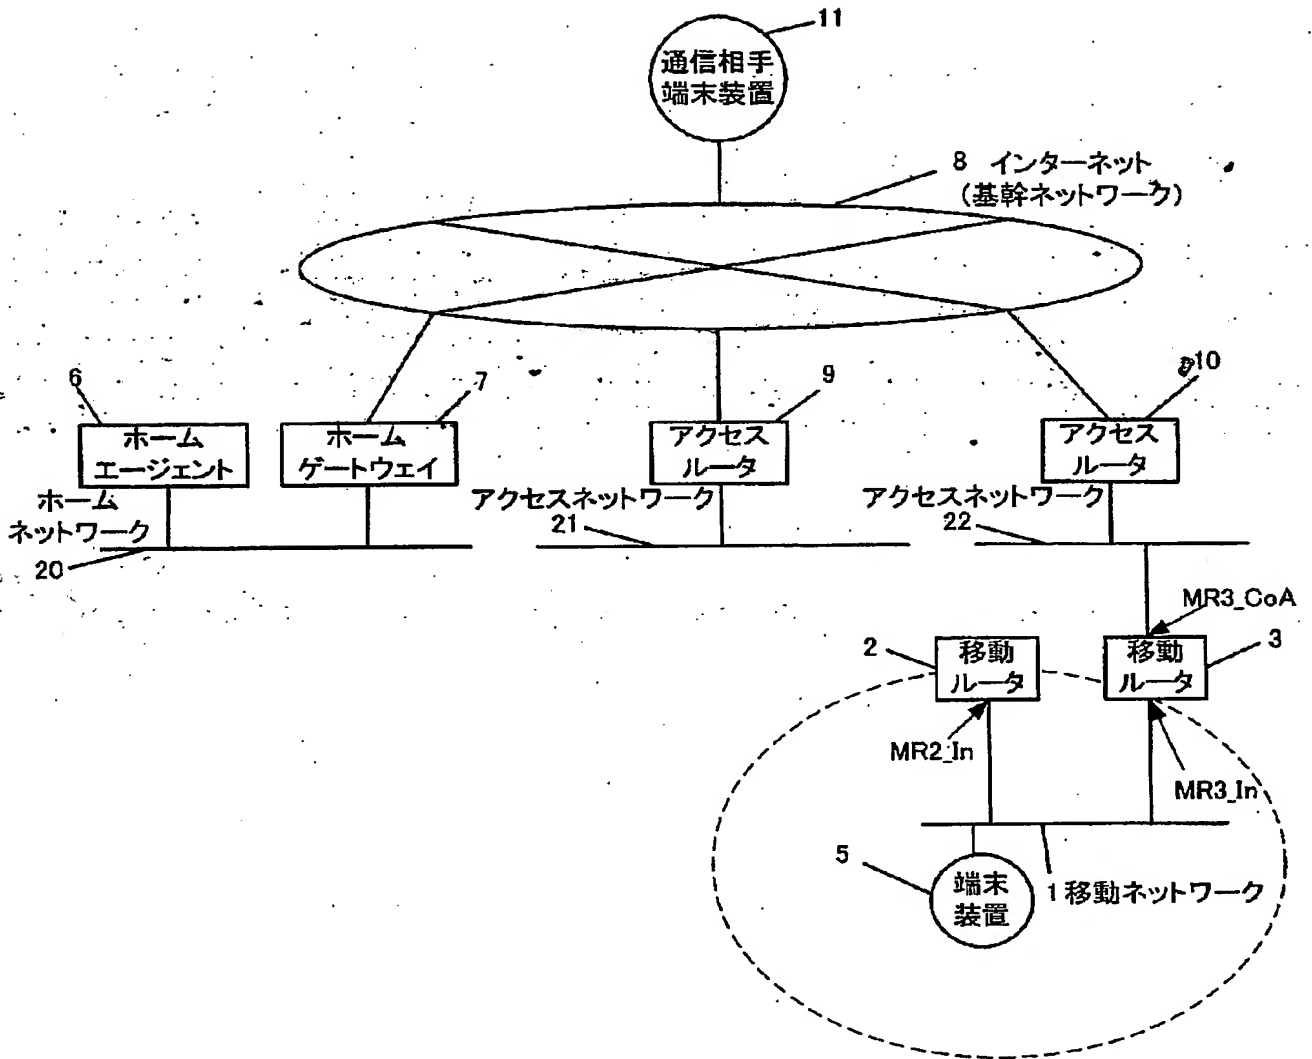 11
通信相手
端末装置
8 インターネット
(基幹ネットワーク)
6
7
9
10
ホーム
エージェント
ホーム
ゲートウェイ
アクセス
ルータ
アクセス
ルータ
ホーム
ネットワーク
20
アクセスネットワーク
21
アクセスネットワーク
22
MR3_CoA
2
移動
ルータ
移動
ルータ
3
MR2_In
MR3_In
5
端末
装置
1 移動ネットワーク